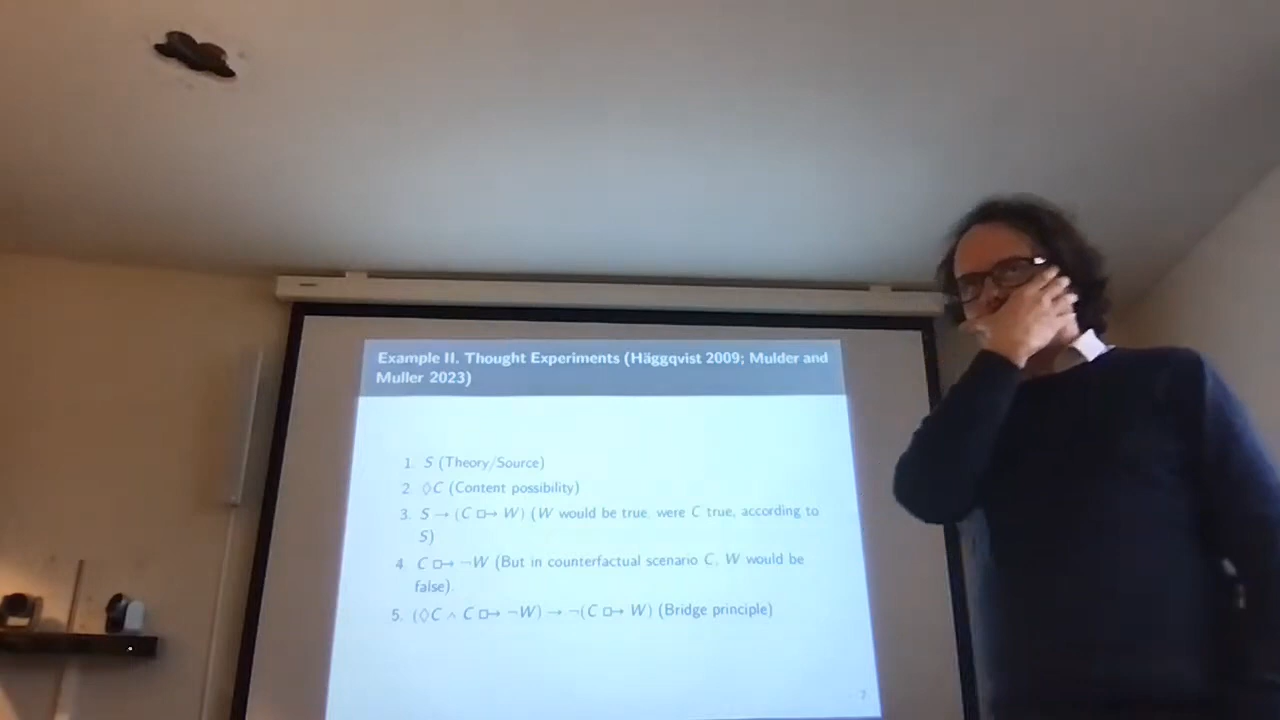 Example II. Thought Experiments (Häggqvist 2009; Mulder and
Muller 2023)
1. S (Theory/Source)
2. ◊C (Content possibility)
3. S → (C □→ W) (W would be true, were C true, according to
S)
4. C □→ ¬W (But in counterfactual scenario C, W would be
false).
5. (◊C ∧ C □→ ¬W) → ¬(C □→ W) (Bridge principle)